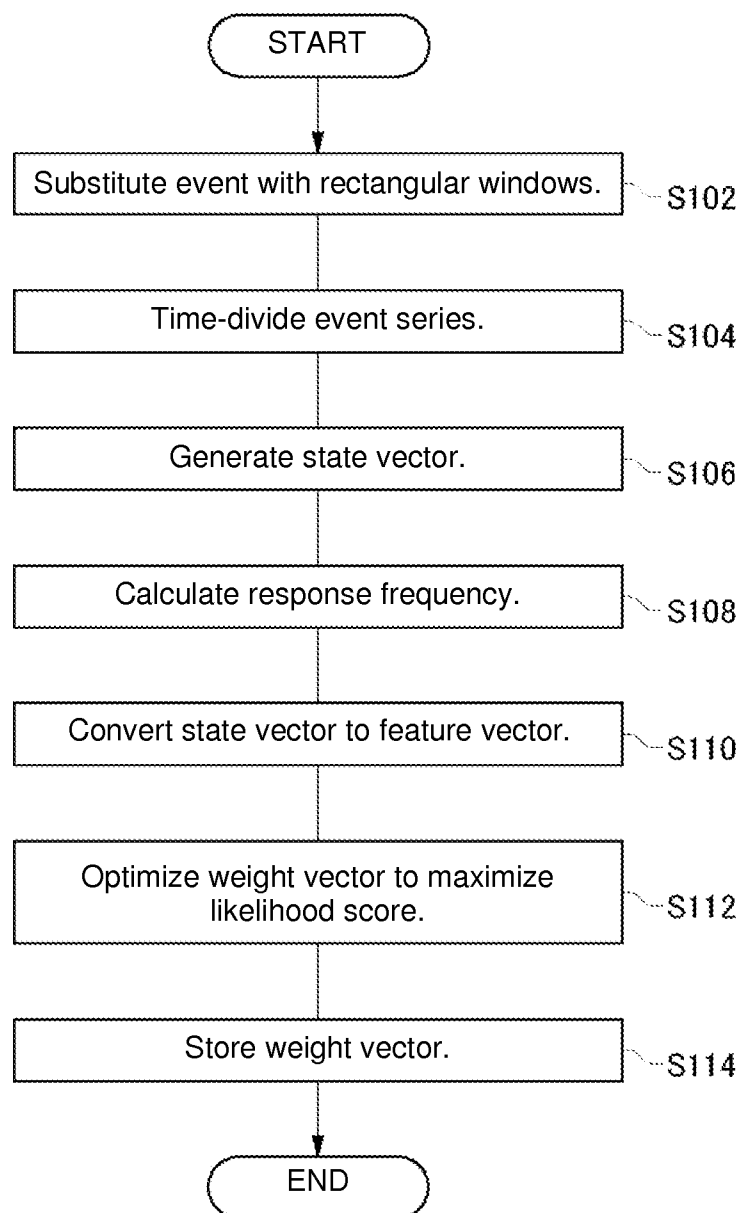 START
Substitute event with rectangular windows.
S102
Time-divide event series.
S104
Generate state vector.
S106
Calculate response frequency.
S108
Convert state vector to feature vector.
S110
Optimize weight vector to maximize
likelihood score.
S112
Store weight vector.
S114
END